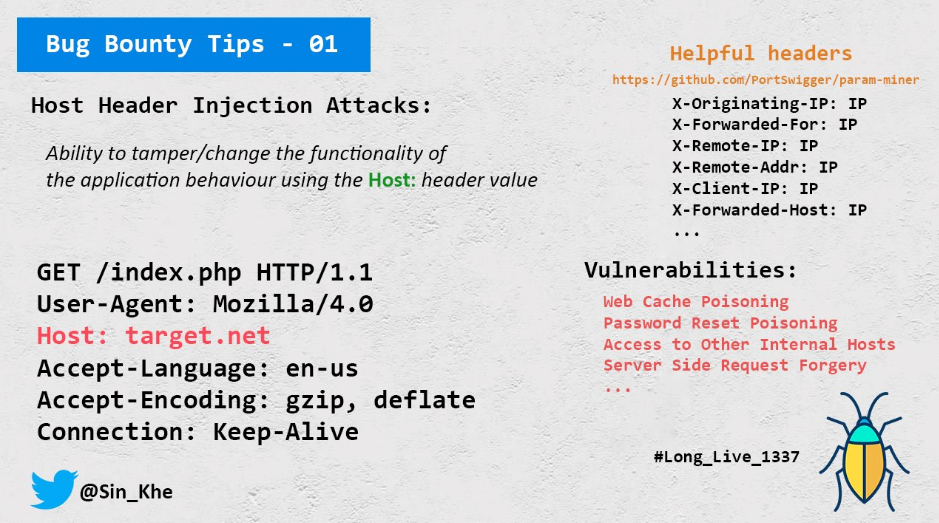 Bug Bounty Tips - 01
Host Header Injection Attacks:
Ability to tamper/change the functionality of
the application behaviour using the Host: header value
GET /index.php HTTP/1.1
User-Agent: Mozilla/4.0
Host: target.net
Accept-Language: en-us
Accept-Encoding: gzip, deflate
Connection: Keep-Alive
@Sin_Khe
Helpful headers
https://github.com/PortSwigger/param-miner
X-Originating-IP: IP
X-Forwarded-For: IP
X-Remote-IP: IP
X-Remote-Addr: IP
X-Client-IP: IP
X-Forwarded-Host: IP
...
Vulnerabilities:
Web Cache Poisoning
Password Reset Poisoning
Access to Other Internal Hosts
Server Side Request Forgery
...
#Long_Live_1337